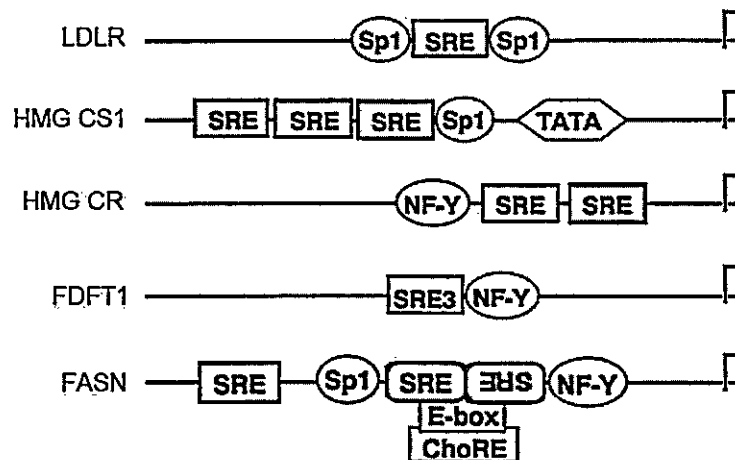 LDLR Sp1 SRE Sp1
HMG CS1 SRE SRE SRE Sp1 TATA
HMG CR NF-Y SRE SRE
FDFT1 SRE3 NF-Y
FASN SRE Sp1 SRE SRE NF-Y
E-box
ChoRE